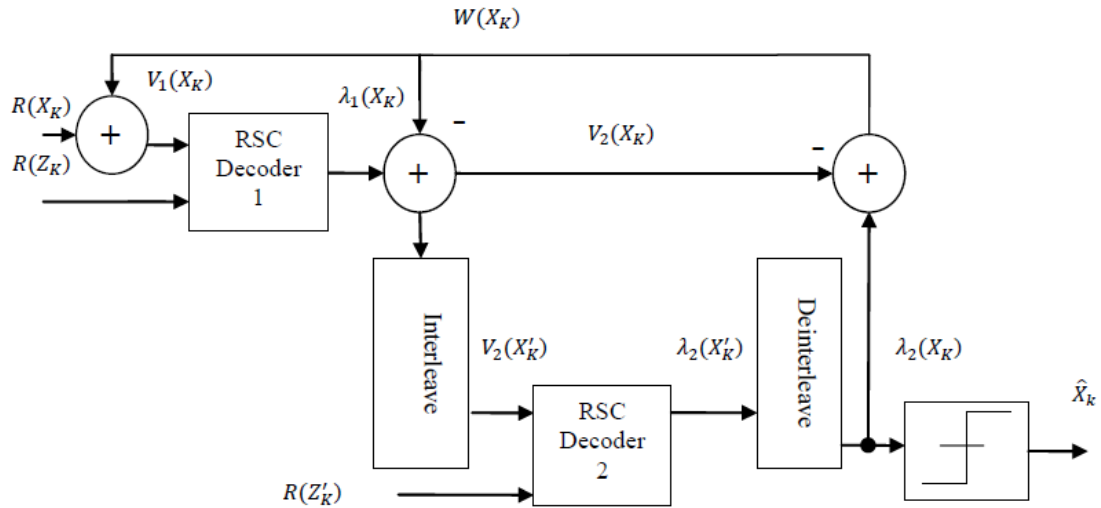 W(X_K)
V_1(X_K)
λ_1(X_K)
R(X_K)
+
-
V_2(X_K)
-
R(Z_K)
RSC
Decoder
1
+
+
Interleave
Deinterleave
V_2(X'_K)
λ_2(X'_K)
λ_2(X_K)
X̂_k
RSC
Decoder
2
R(Z'_K)